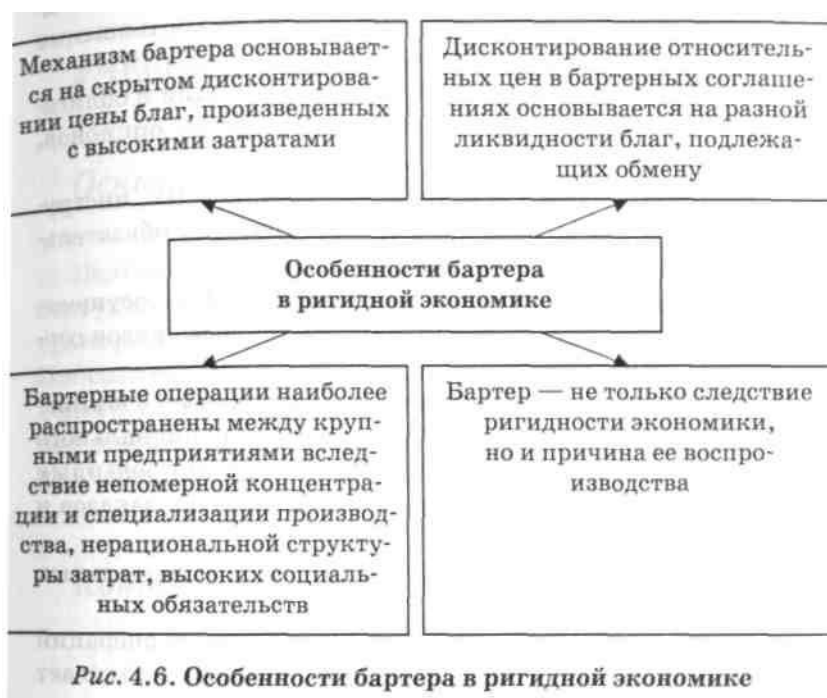 Механизм бартера основывает-
ся на скрытом дисконтирова-
нии цены благ, произведенных
с высокими затратами
Дисконтирование относитель-
ных цен в бартерных соглаше-
ниях основывается на разной
ликвидности благ, подлежа-
щих обмену
Особенности бартера
в ригидной экономике
Бартерные операции наиболее
распространены между круп-
ными предприятиями вслед-
ствие непомерной концентра-
ции и специализации производ-
ства, нерациональной структу-
ры затрат, высоких социаль-
ных обязательств
Бартер — не только следствие
ригидности экономики,
но и причина ее воспро-
изводства
Рис. 4.6. Особенности бартера в ригидной экономике